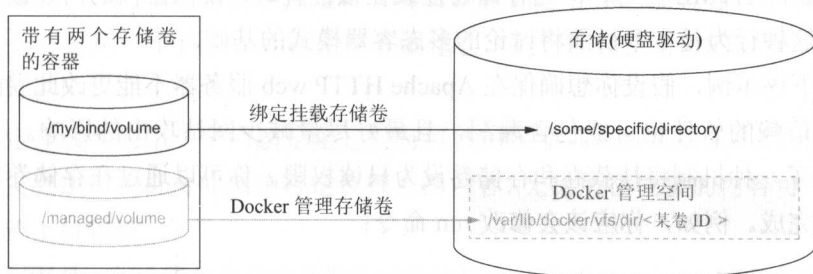 带有两个存储卷
的容器
/my/bind/volume
/managed/volume
绑定挂载存储卷
Docker 管理存储卷
存储(硬盘驱动)
/some/specific/directory
Docker 管理空间
/var/lib/docker/vfs/dir/<某卷 ID>